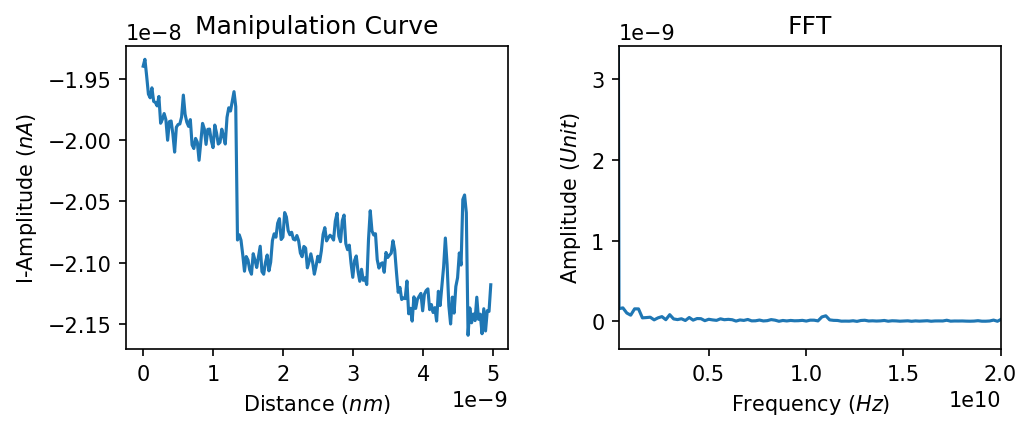 Manipulation Curve
1e−8
−1.95
−2.00
−2.05
−2.10
−2.15
I-Amplitude (nA)
0 1 2 3 4 5
1e−9
Distance (nm)
FFT
1e−9
3
2
1
0
Amplitude (Unit)
0.5 1.0 1.5 2.0
1e10
Frequency (Hz)